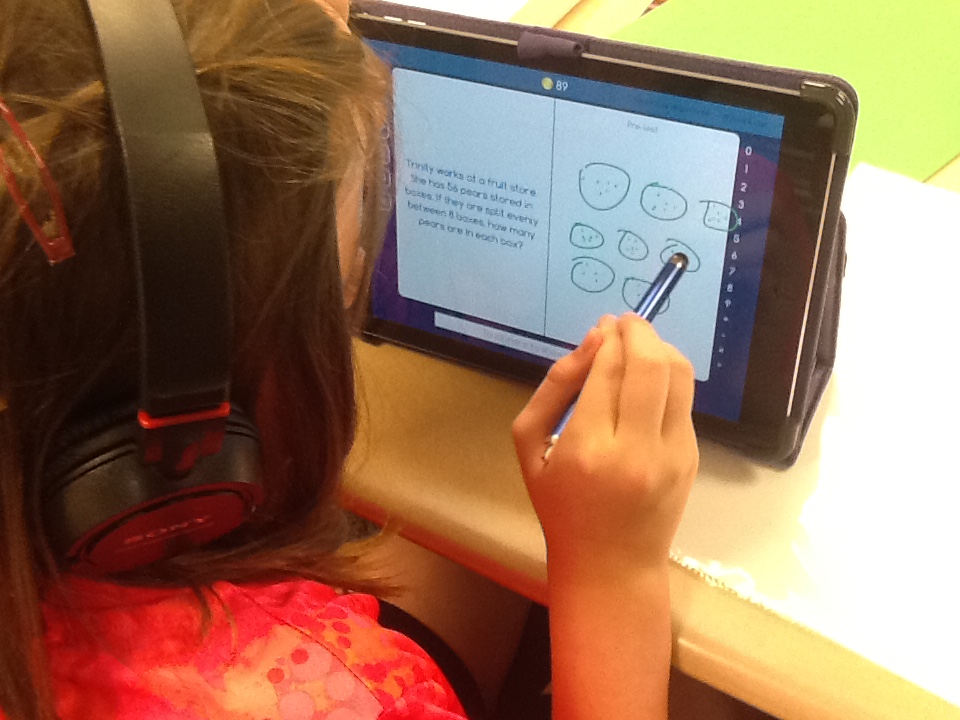 89
Pre-test
Trinity works at a fruit store.
She has 56 pears stored in
boxes. If they are split evenly
between 8 boxes, how many
pears are in each box?
0
1
2
3
4
5
6
7
8
9
SONY